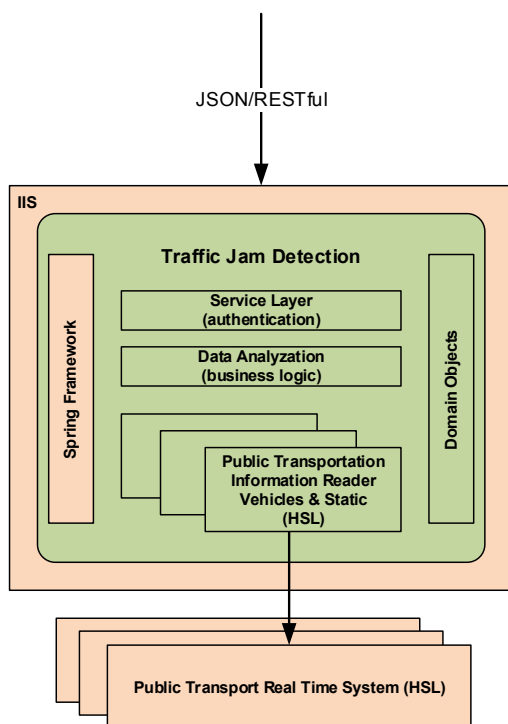 JSON/RESTful
IIS
Traffic Jam Detection
Spring Framework
Service Layer
(authentication)
Data Analyzation
(business logic)
Public Transportation
Information Reader
Vehicles & Static
(HSL)
Domain Objects
Public Transport Real Time System (HSL)